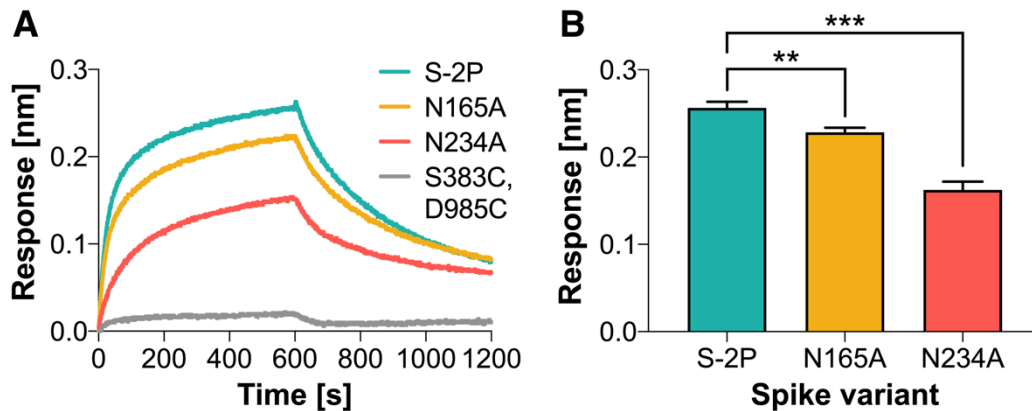 A
Response [nm]
0.3
0.2
0.1
0.0
0 200 400 600 800 1000 1200
Time [s]
S-2P
N165A
N234A
S383C,
D985C
B
***
**
Response [nm]
0.3
0.2
0.1
0.0
S-2P N165A N234A
Spike variant